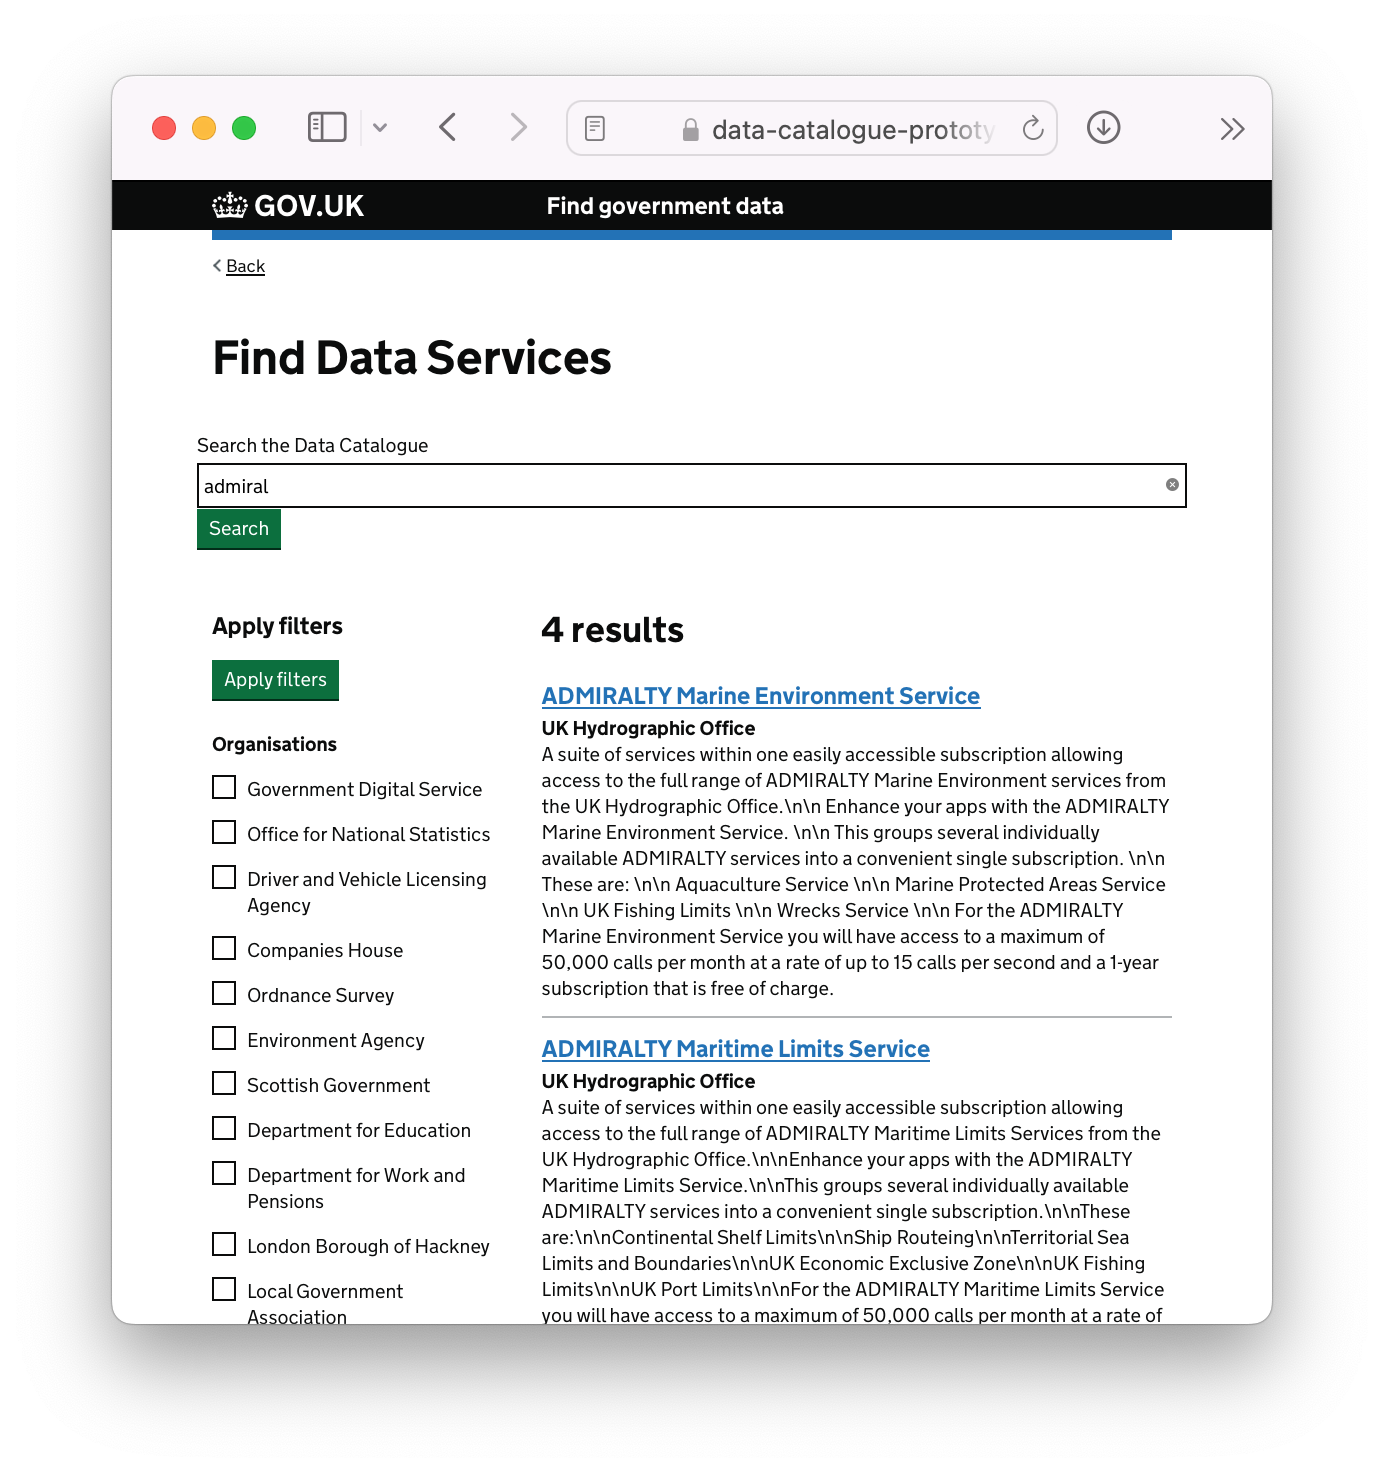 data-catalogue-prototy
GOV.UK
Find government data
Back
Find Data Services
Search the Data Catalogue
admiral
Search
Apply filters
Apply filters
Organisations
Government Digital Service
Office for National Statistics
Driver and Vehicle Licensing
Agency
Companies House
Ordnance Survey
Environment Agency
Scottish Government
Department for Education
Department for Work and
Pensions
London Borough of Hackney
Local Government
Association
4 results
ADMIRALTY Marine Environment Service
UK Hydrographic Office
A suite of services within one easily accessible subscription allowing
access to the full range of ADMIRALTY Marine Environment services from
the UK Hydrographic Office.\n\n Enhance your apps with the ADMIRALTY
Marine Environment Service. \n\n This groups several individually
available ADMIRALTY services into a convenient single subscription. \n\n
These are: \n\n Aquaculture Service \n\n Marine Protected Areas Service
\n\n UK Fishing Limits \n\n Wrecks Service \n\n For the ADMIRALTY
Marine Environment Service you will have access to a maximum of
50,000 calls per month at a rate of up to 15 calls per second and a 1-year
subscription that is free of charge.
ADMIRALTY Maritime Limits Service
UK Hydrographic Office
A suite of services within one easily accessible subscription allowing
access to the full range of ADMIRALTY Maritime Limits Services from the
UK Hydrographic Office.\n\nEnhance your apps with the ADMIRALTY
Maritime Limits Service.\n\nThis groups several individually available
ADMIRALTY services into a convenient single subscription.\n\nThese
are:\n\nContinental Shelf Limits\n\nShip Routeing\n\nTerritorial Sea
Limits and Boundaries\n\nUK Economic Exclusive Zone\n\nUK Fishing
Limits\n\nUK Port Limits\n\nFor the ADMIRALTY Maritime Limits Service
you will have access to a maximum of 50,000 calls per month at a rate of